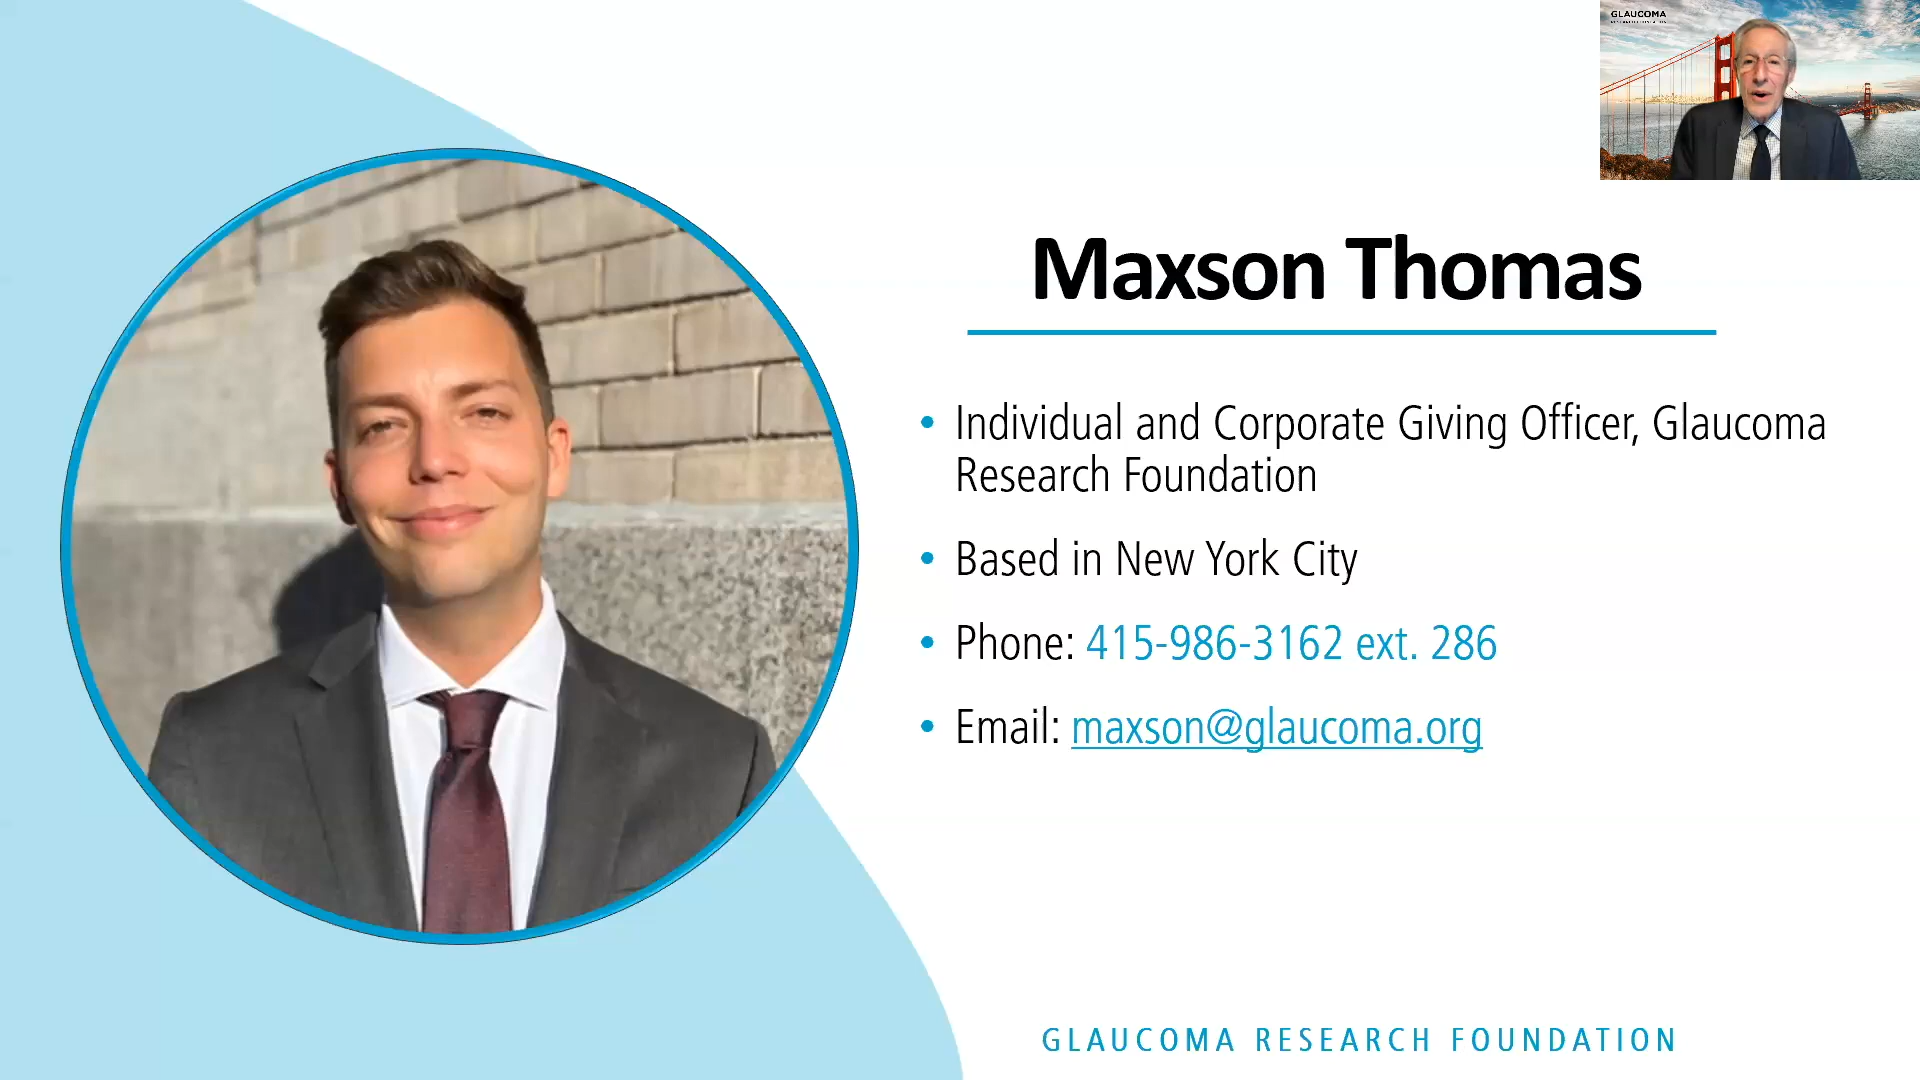 GLAUCOMA
Maxson Thomas
• Individual and Corporate Giving Officer, Glaucoma
Research Foundation
• Based in New York City
• Phone: 415-986-3162 ext. 286
• Email: maxson@glaucoma.org
GLAUCOMA RESEARCH FOUNDATION